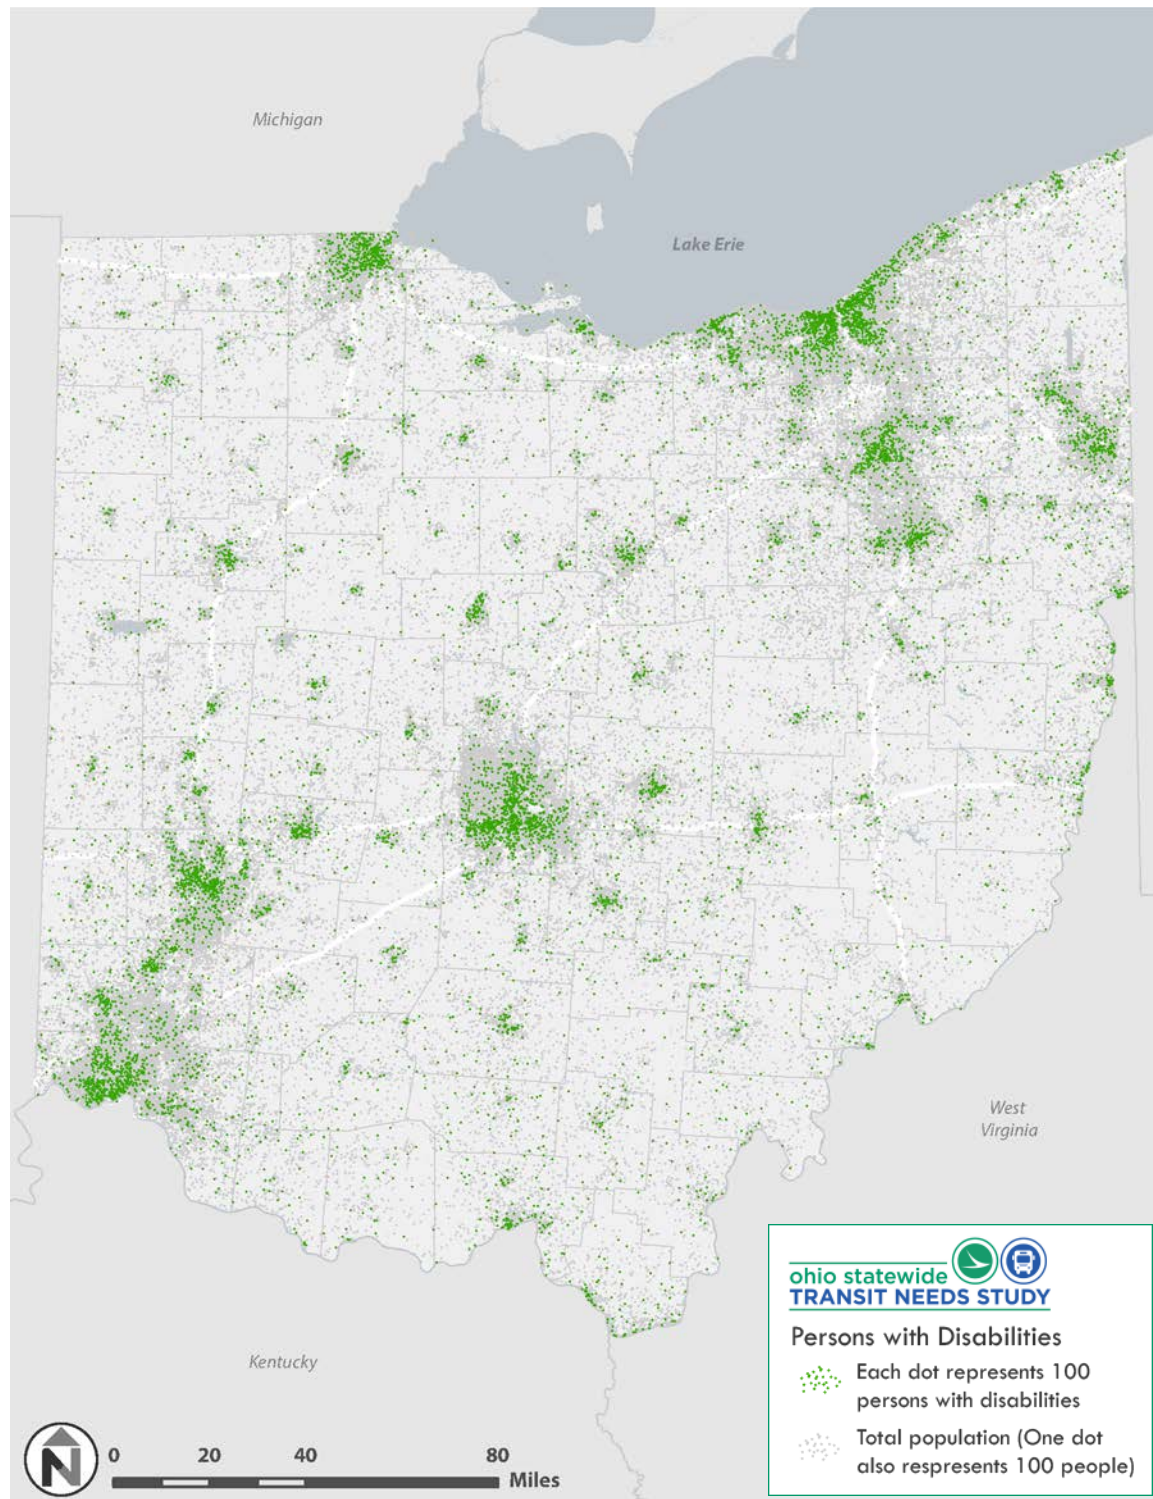 Michigan
Lake Erie
West
Virginia
Kentucky
ohio statewide
TRANSIT NEEDS STUDY
Persons with Disabilities
Each dot represents 100
persons with disabilities
Total population (One dot
also respresents 100 people)
N
0 20 40 80
Miles